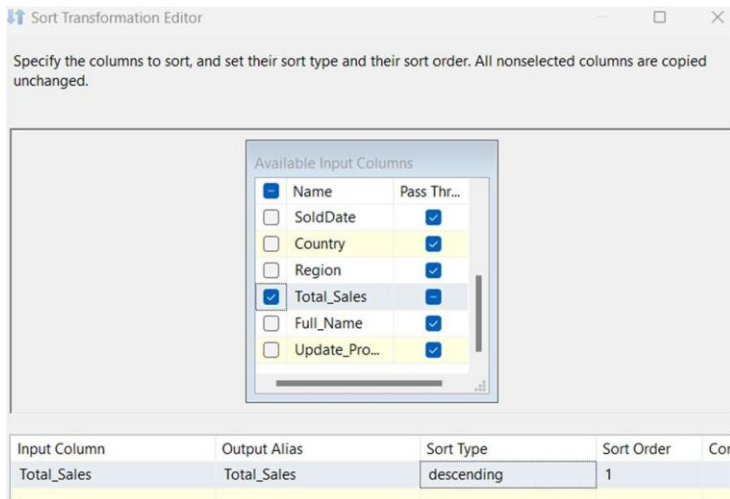 Sort Transformation Editor
Specify the columns to sort, and set their sort type and their sort order. All nonselected columns are copied
unchanged.
Available Input Columns
Name Pass Thr...
SoldDate
Country
Region
Total_Sales
Full_Name
Update_Pro...
Input Column Output Alias Sort Type Sort Order Cor
Total_Sales Total_Sales descending 1